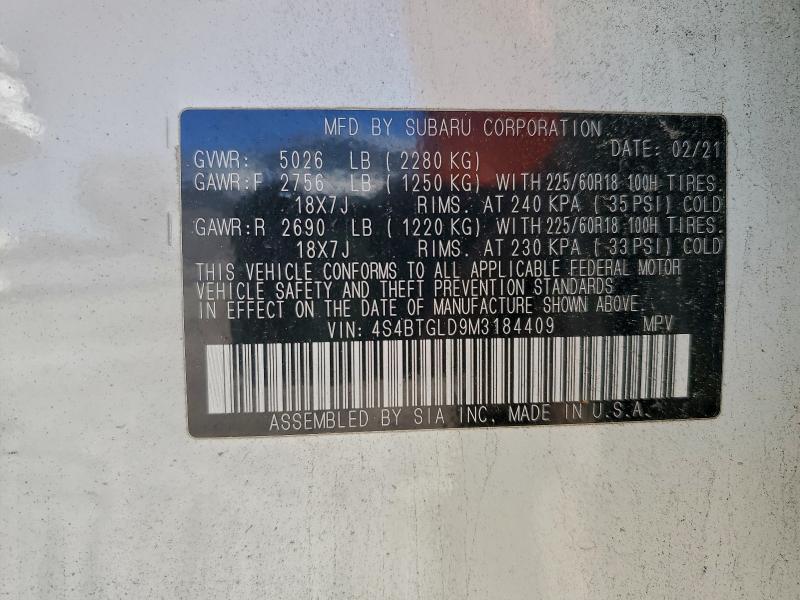 MFD BY SUBARU CORPORATION
DATE: 02/21
GVWR: 5026 LB (2280 KG)
GAWR:F 2756 LB (1250 KG) WITH 225/60R18 100H TIRES.
18X7J RIMS. AT 240 KPA (35 PSI) COLD
GAWR:R 2690 LB (1220 KG) WITH 225/60R18 100H TIRES.
18X7J RIMS. AT 230 KPA (33 PSI) COLD
THIS VEHICLE CONFORMS TO ALL APPLICABLE FEDERAL MOTOR
VEHICLE SAFETY AND THEFT PREVENTION STANDARDS
IN EFFECT ON THE DATE OF MANUFACTURE SHOWN ABOVE.
VIN: 4S4BTGLD9M3184409 MPV
ASSEMBLED BY SIA INC. MADE IN U.S.A.